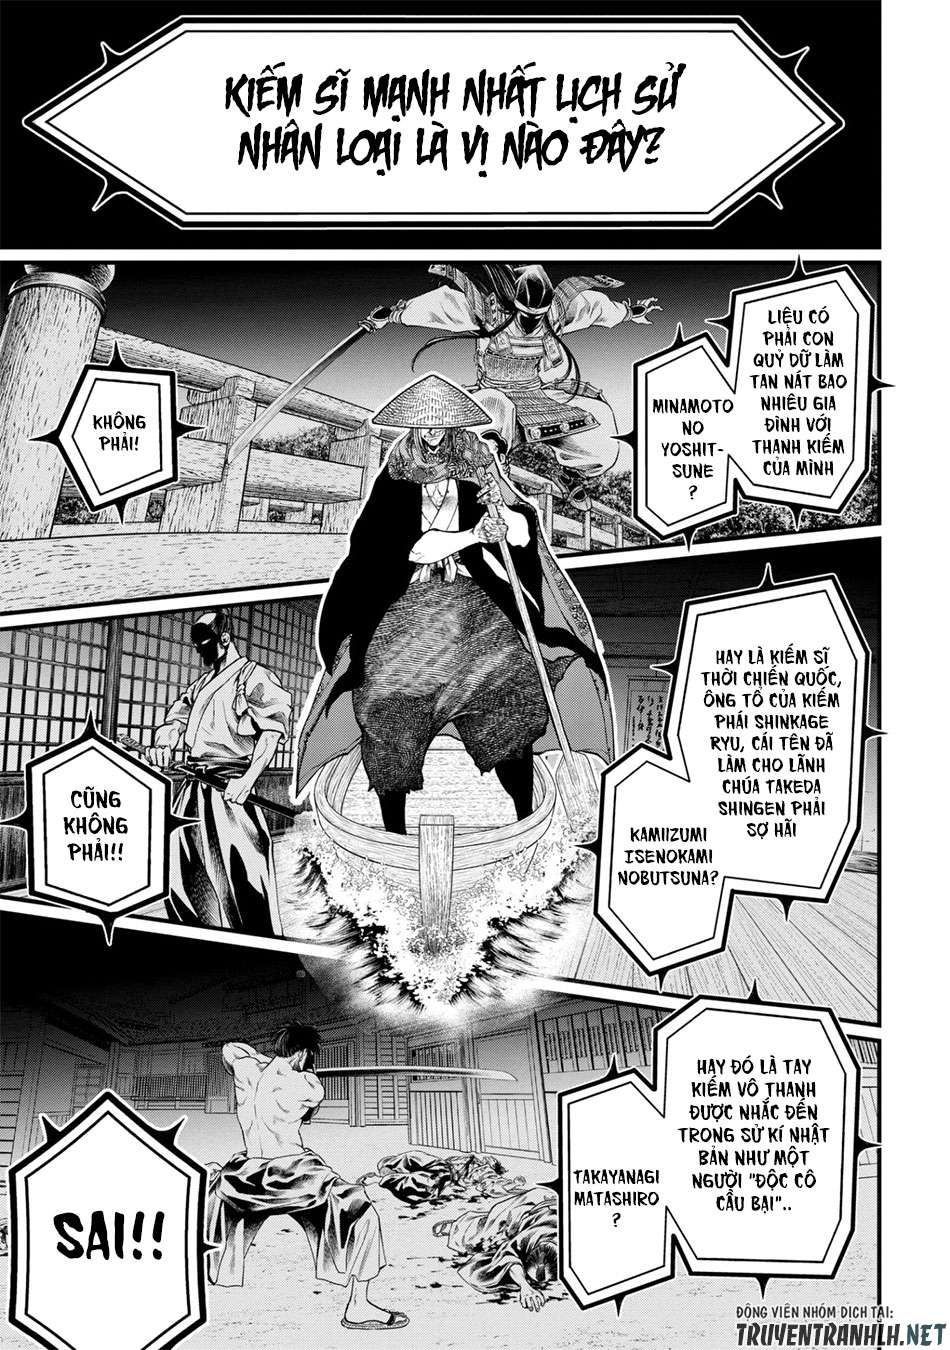 KIẾM SĨ MẠNH NHẤT LỊCH SỬ
NHÂN LOẠI LÀ VỊ NÀO ĐÂY?
LIỆU CÓ
PHẢI CON
QUỶ DỮ LÀM
TAN NÁT BAO
NHIÊU GIA
ĐÌNH VỚI
THANH KIẾM
CỦA MÌNH
MINAMOTO
NO
YOSHIT-
SUNE
?
KHÔNG
PHẢI!
HAY LÀ KIẾM SĨ
THỜI CHIẾN QUỐC,
ÔNG TỔ CỦA KIẾM
PHÁI SHINKAGE
RYU, CÁI TÊN ĐÃ
LÀM CHO LÃNH
CHÚA TAKEDA
SHINGEN PHẢI
SỢ HÃI
KAMIIZUMI
ISENOKAMI
NOBUTSUNA?
CŨNG
KHÔNG
PHẢI!!
HAY ĐÓ LÀ TAY
KIẾM VÔ THANH
ĐƯỢC NHẮC ĐẾN
TRONG SỬ KÍ NHẬT
BẢN NHƯ MỘT
NGƯỜI "ĐỘC CÔ
CẦU BẠI"..
TAKAYANAGI
MATASHIRO
?
SAI!!
ĐỘNG VIÊN NHÓM DỊCH TẠI:
TRUYENTRANHLH.NET